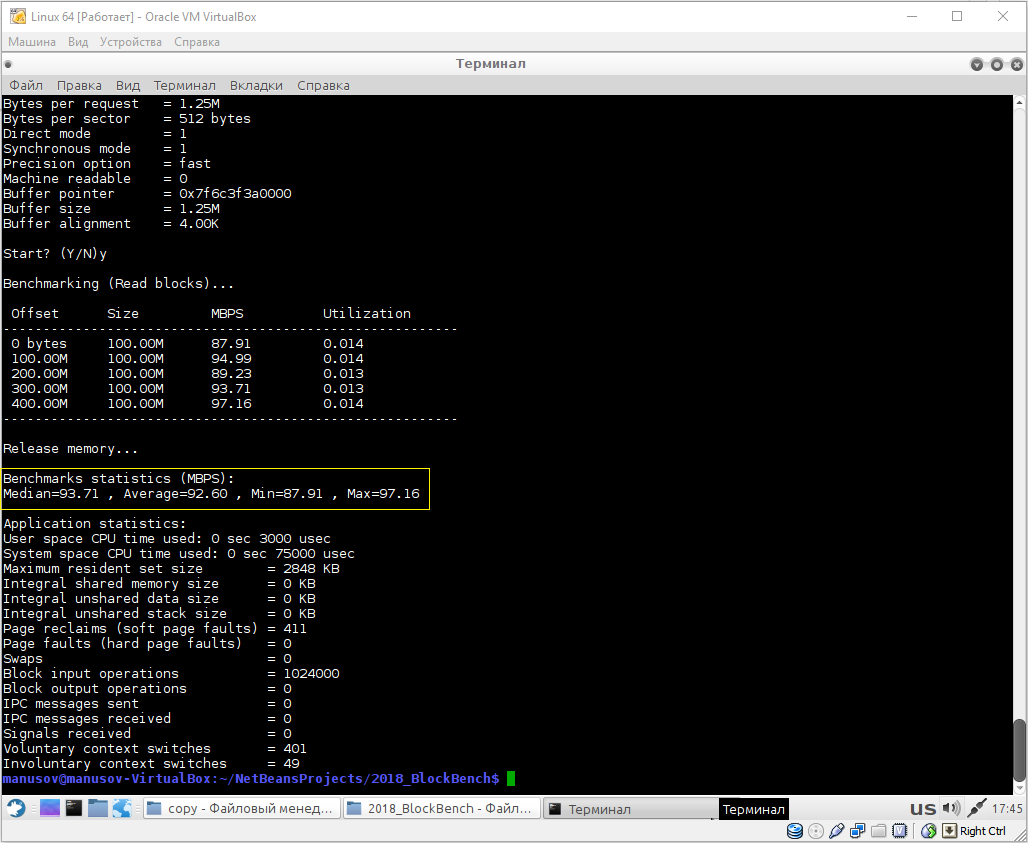 Linux 64 [Работает] - Oracle VM VirtualBox
Машина Вид Устройства Справка
Терминал
Файл Правка Вид Терминал Вкладки Справка
Bytes per request = 1.25M
Bytes per sector = 512 bytes
Direct mode = 1
Synchronous mode = 1
Precision option = fast
Machine readable = 0
Buffer pointer = 0x7f6c3f3a0000
Buffer size = 1.25M
Buffer alignment = 4.00K
Start? (Y/N)y
Benchmarking (Read blocks)...
Offset Size MBPS Utilization
---------------------------------------------------------
0 bytes 100.00M 87.91 0.014
100.00M 100.00M 94.99 0.014
200.00M 100.00M 89.23 0.013
300.00M 100.00M 93.71 0.013
400.00M 100.00M 97.16 0.014
---------------------------------------------------------
Release memory...
Benchmarks statistics (MBPS):
Median=93.71 , Average=92.60 , Min=87.91 , Max=97.16
Application statistics:
User space CPU time used: 0 sec 3000 usec
System space CPU time used: 0 sec 75000 usec
Maximum resident set size = 2848 KB
Integral shared memory size = 0 KB
Integral unshared data size = 0 KB
Integral unshared stack size = 0 KB
Page reclaims (soft page faults) = 411
Page faults (hard page faults) = 0
Swaps = 0
Block input operations = 1024000
Block output operations = 0
IPC messages sent = 0
IPC messages received = 0
Signals received = 0
Voluntary context switches = 401
Involuntary context switches = 49
manusov@manusov-VirtualBox:~/NetBeansProjects/2018_BlockBench$
copy - Файловый менед... 2018_BlockBench - Файл... Терминал Терминал us 17:45
Right Ctrl